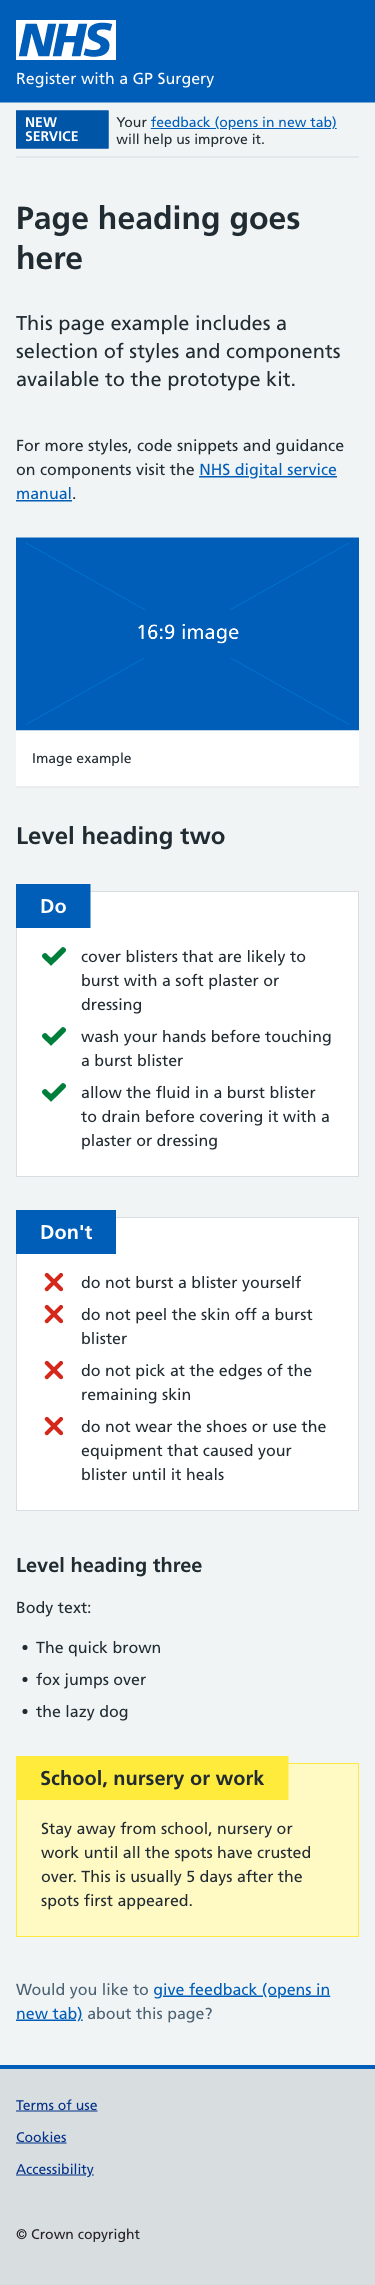 NHS
Register with a GP Surgery
NEW
SERVICE
Your feedback (opens in new tab)
will help us improve it.
Page heading goes
here
This page example includes a
selection of styles and components
available to the prototype kit.
For more styles, code snippets and guidance
on components visit the NHS digital service
manual.
16:9 image
Image example
Level heading two
Do
cover blisters that are likely to
burst with a soft plaster or
dressing
wash your hands before touching
a burst blister
allow the fluid in a burst blister
to drain before covering it with a
plaster or dressing
Don't
do not burst a blister yourself
do not peel the skin off a burst
blister
do not pick at the edges of the
remaining skin
do not wear the shoes or use the
equipment that caused your
blister until it heals
Level heading three
Body text:
• The quick brown
• fox jumps over
• the lazy dog
School, nursery or work
Stay away from school, nursery or
work until all the spots have crusted
over. This is usually 5 days after the
spots first appeared.
Would you like to give feedback (opens in
new tab) about this page?
Terms of use
Cookies
Accessibility
© Crown copyright